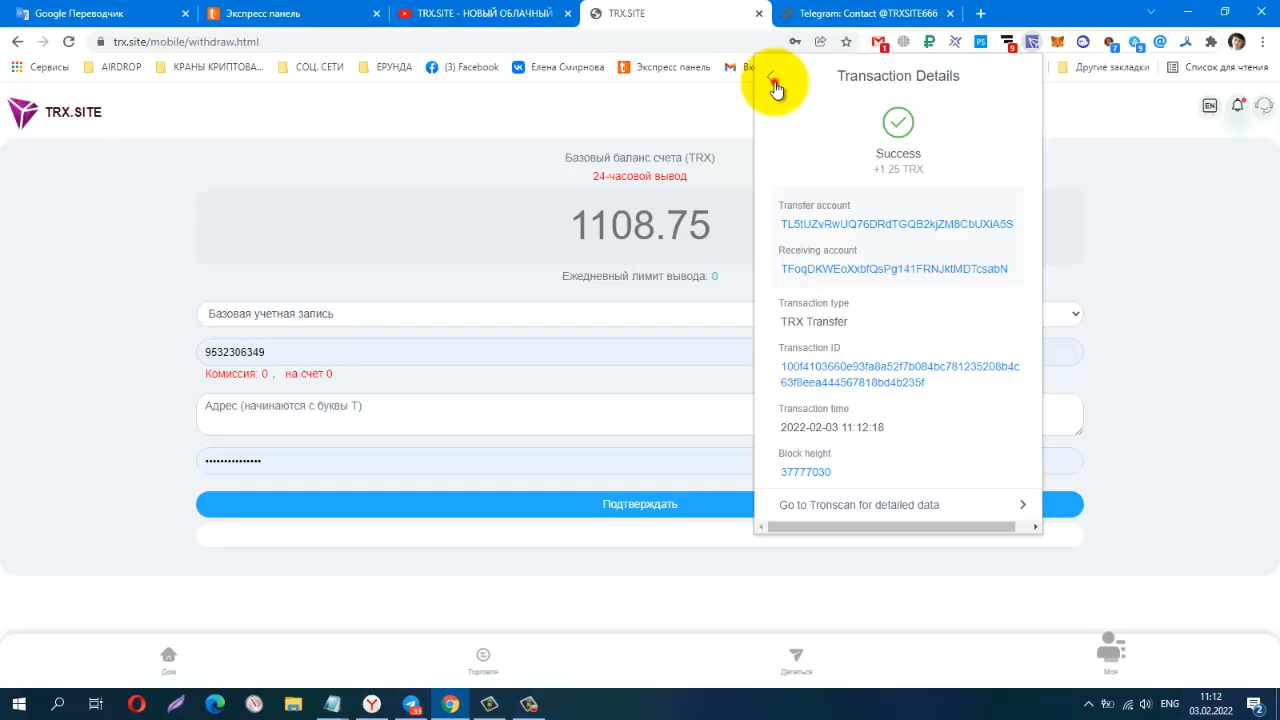 Google Переводчик
Экспресс панель
TRX.SITE - НОВЫЙ ОБЛАЧНЫЙ
TRX.SITE
Telegram: Contact @TRXSITE666
trx.site/mobile/withdraw.html
Сервисы
AIRDROP
КРАНЫ КРИПТОВА...
СОЦ СЕТИ
ЕРУНДА
(3) Facebook
Елена Смирнова
Экспресс панель
Другие закладки
Список для чтения
TRX.SITE
EN
Базовый баланс счета (TRX)
24-часовой вывод
1108.75
Ежедневный лимит вывода: 0
Базовая учетная запись
9532306349
Комиссия: 0 , на счет 0
Адрес (начинаются с буквы T)
•••••••••••••••
Подтверждать
Transaction Details
Success
+1.25 TRX
Transfer account
TL5tUZvRwUQ76DRdTGQB2kjZM8CbUXiA5S
Receiving account
TFoqDKWEoXxbfQsPg141FRNJktMDTcsabN
Transaction type
TRX Transfer
Transaction ID
100f4103660e93fa8a52f7b084bc781235208b4c
63f8eea444567818bd4b235f
Transaction time
2022-02-03 11:12:18
Block height
37777030
Go to Tronscan for detailed data
Дом
Торговля
Делиться
Моя
ENG
11:12
03.02.2022